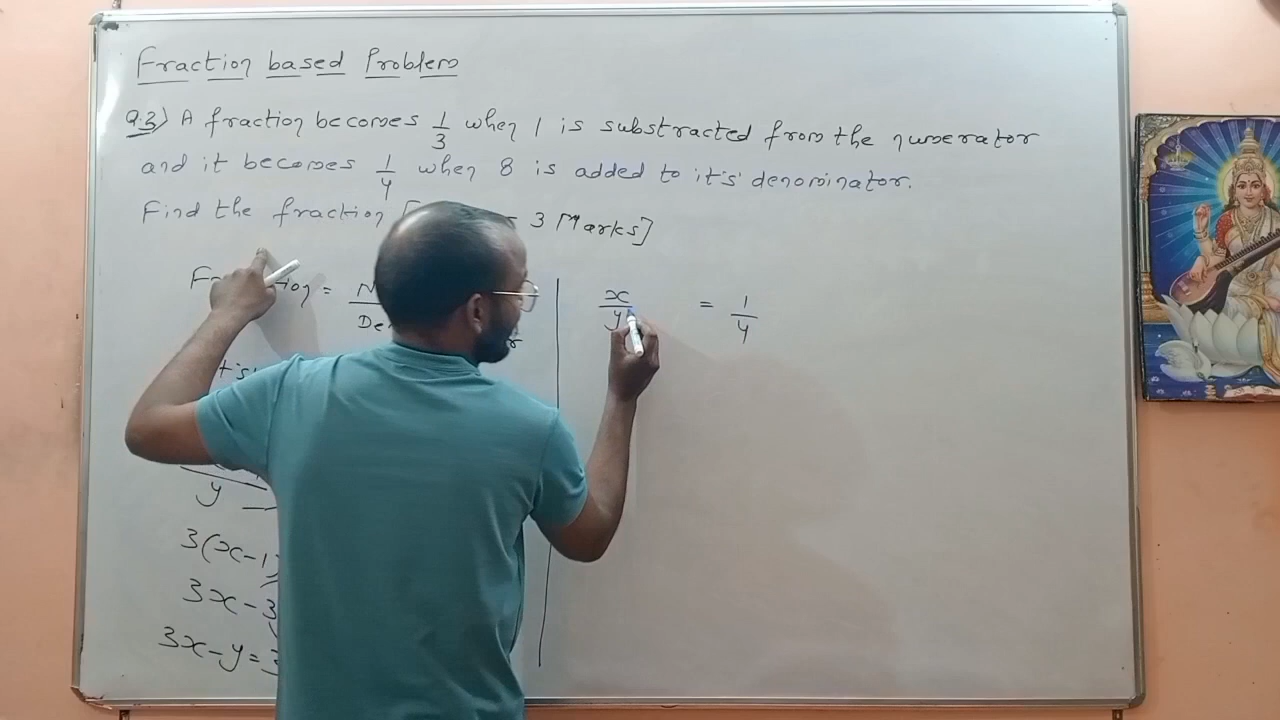 Fraction based Problem
Q.3) A fraction becomes 1/3 when 1 is substracted from the numerator
and it becomes 1/4 when 8 is added to it's denominator.
Find the fraction [ = 3 Marks]
=
y
3(x-1)
3x-3
3x-y=3
x/y = 1/4